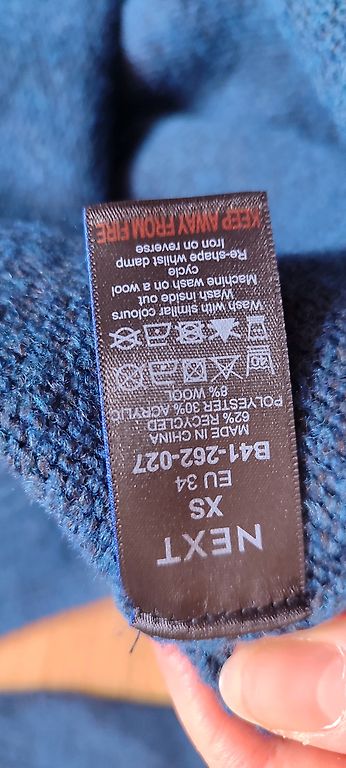 NEXT
XS
EU 34
B41-262-027
MADE IN CHINA
62% RECYCLED
POLYESTER 30% ACRYLIC
8% WOOL
Wash with similar colours
Wash inside out
Machine wash on a wool
cycle
Re-shape whilst damp
Iron on reverse
KEEP AWAY FROM FIRE